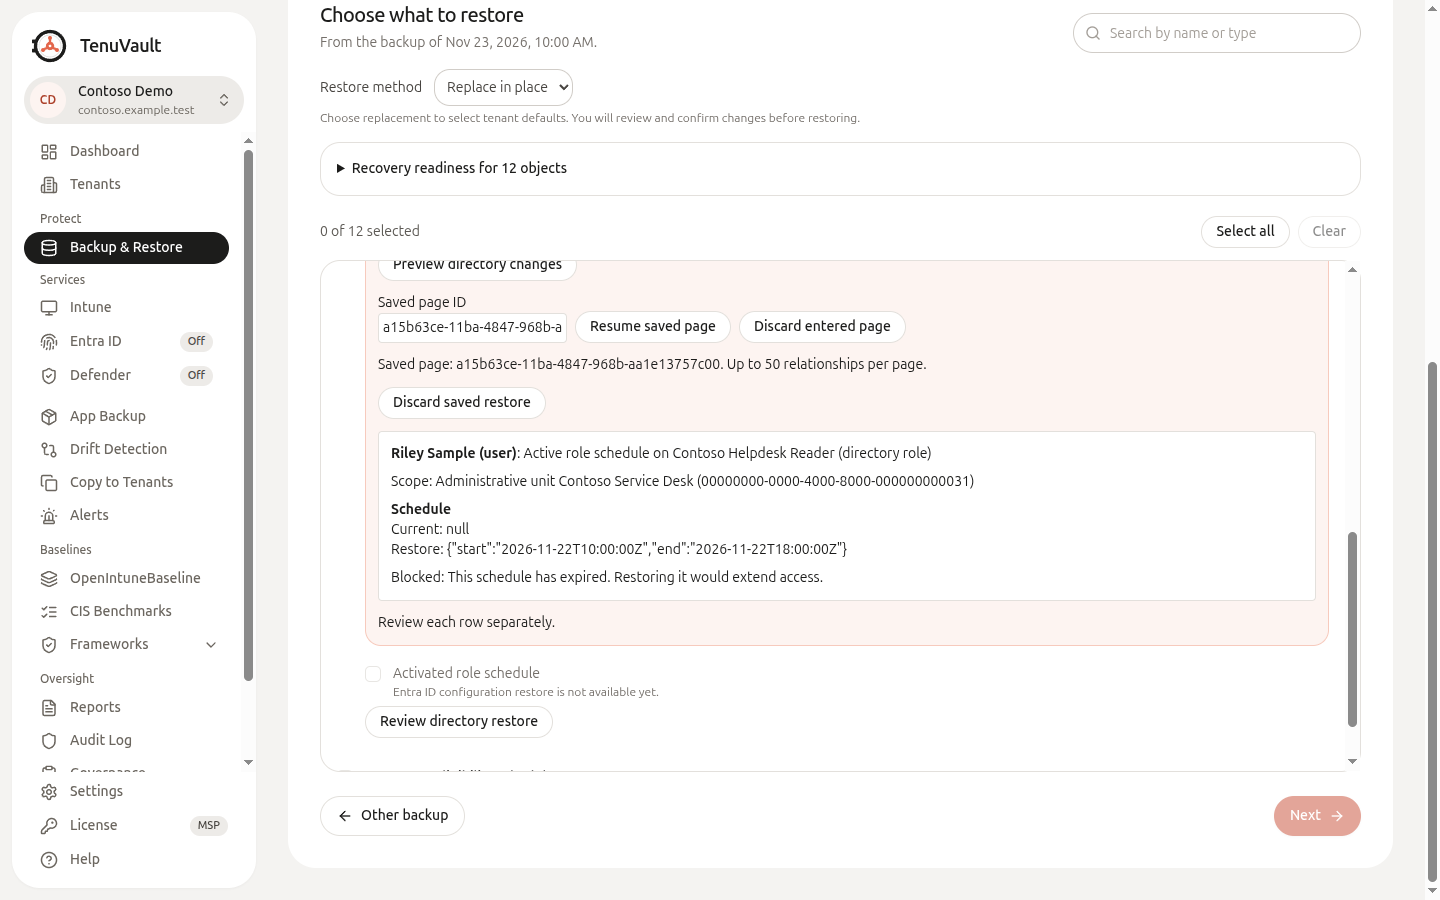 TenuVault
CD
Contoso Demo
contoso.example.test
Dashboard
Tenants
Protect
Backup & Restore
Services
Intune
Entra ID
Off
Defender
Off
App Backup
Drift Detection
Copy to Tenants
Alerts
Baselines
OpenIntuneBaseline
CIS Benchmarks
Frameworks
Oversight
Reports
Audit Log
Governance
Settings
License
MSP
Help
Choose what to restore
From the backup of Nov 23, 2026, 10:00 AM.
Search by name or type
Restore method
Replace in place
Choose replacement to select tenant defaults. You will review and confirm changes before restoring.
Recovery readiness for 12 objects
0 of 12 selected
Select all
Clear
Preview directory changes
Saved page ID
a15b63ce-11ba-4847-968b-a
Resume saved page
Discard entered page
Saved page: a15b63ce-11ba-4847-968b-aa1e13757c00. Up to 50 relationships per page.
Discard saved restore
Riley Sample (user): Active role schedule on Contoso Helpdesk Reader (directory role)
Scope: Administrative unit Contoso Service Desk (00000000-0000-4000-8000-000000000031)
Schedule
Current: null
Restore: {"start":"2026-11-22T10:00:00Z","end":"2026-11-22T18:00:00Z"}
Blocked: This schedule has expired. Restoring it would extend access.
Review each row separately.
Activated role schedule
Entra ID configuration restore is not available yet.
Review directory restore
Other backup
Next